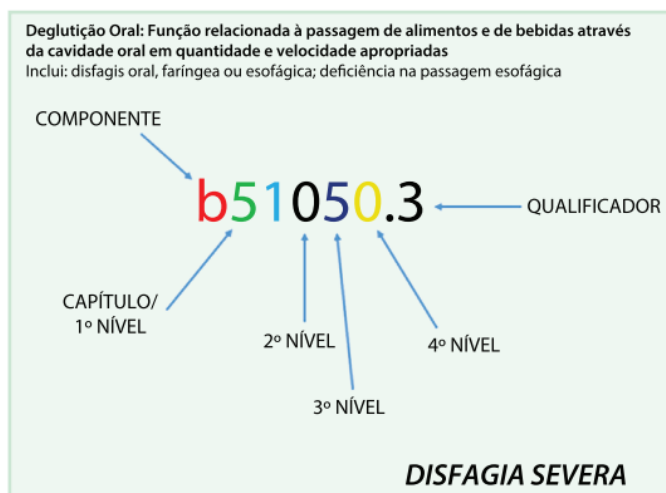 Deglutição Oral: Função relacionada à passagem de alimentos e de bebidas através
da cavidade oral em quantidade e velocidade apropriadas
Inclui: disfagis oral, faríngea ou esofágica; deficiência na passagem esofágica
COMPONENTE
b51050.3
QUALIFICADOR
CAPÍTULO/
1º NÍVEL
2º NÍVEL
4º NÍVEL
3º NÍVEL
DISFAGIA SEVERA